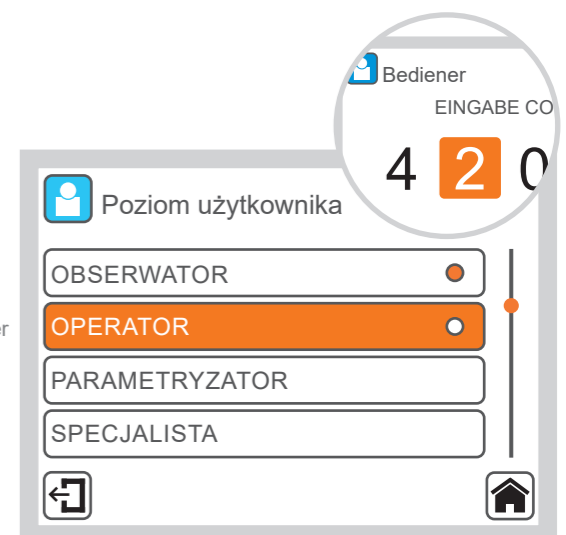 Bediener
EINGABE CO
4 2 0
Poziom użytkownika
OBSERWATOR
OPERATOR
PARAMETRYZATOR
SPECJALISTA